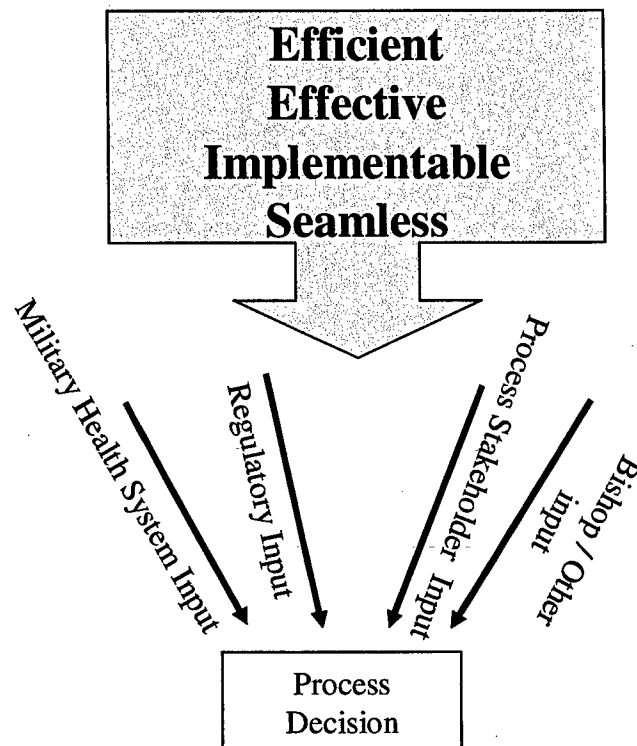 Efficient
Effective
Implementable
Seamless
Military Health System Input
Regulatory Input
Process Stakeholder Input
Bishop / Other
input
Process
Decision